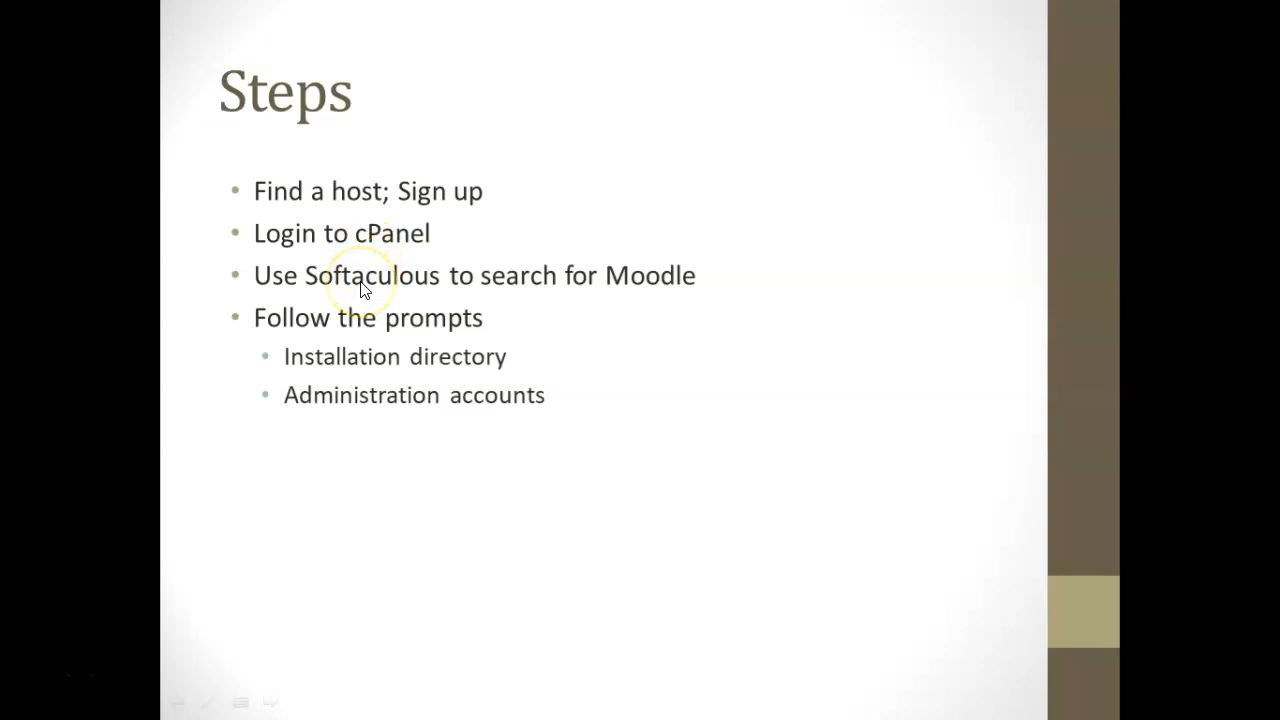 Steps
• Find a host; Sign up
• Login to cPanel
• Use Softaculous to search for Moodle
• Follow the prompts
• Installation directory
• Administration accounts